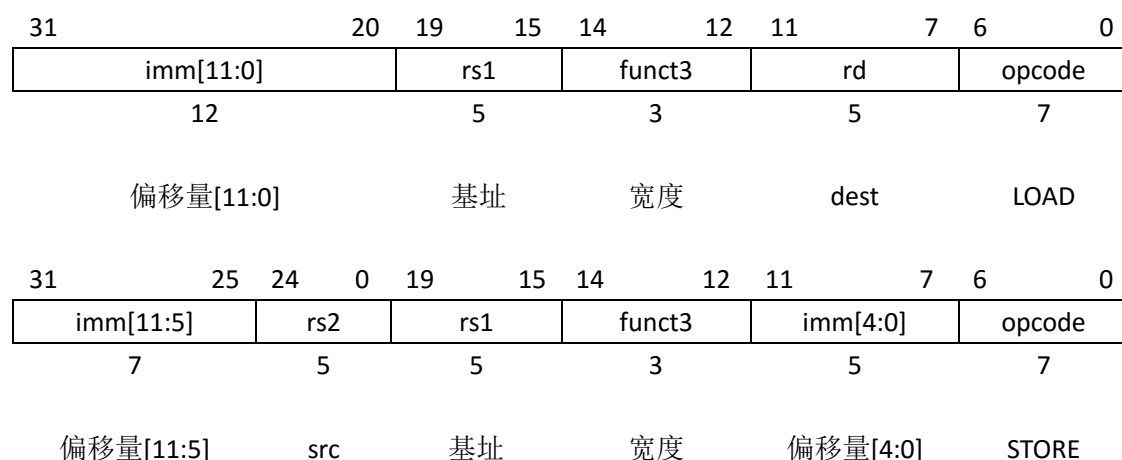 31 20 19 15 14 12 11 7 6 0
imm[11:0] rs1 funct3 rd opcode
12 5 3 5 7
偏移量[11:0] 基址 宽度 dest LOAD
31 25 24 0 19 15 14 12 11 7 6 0
imm[11:5] rs2 rs1 funct3 imm[4:0] opcode
7 5 5 3 5 7
偏移量[11:5] src 基址 宽度 偏移量[4:0] STORE